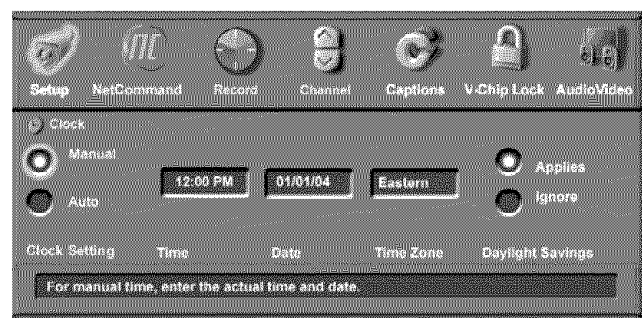 Setup NetCommand Record Channel Captions V-Chip Lock AudioVideo
Clock
Manual
Auto
12:00 PM 01/01/04 Eastern
Applies
Ignore
Clock Setting Time Date Time Zone Daylight Savings
For manual time, enter the actual time and date.